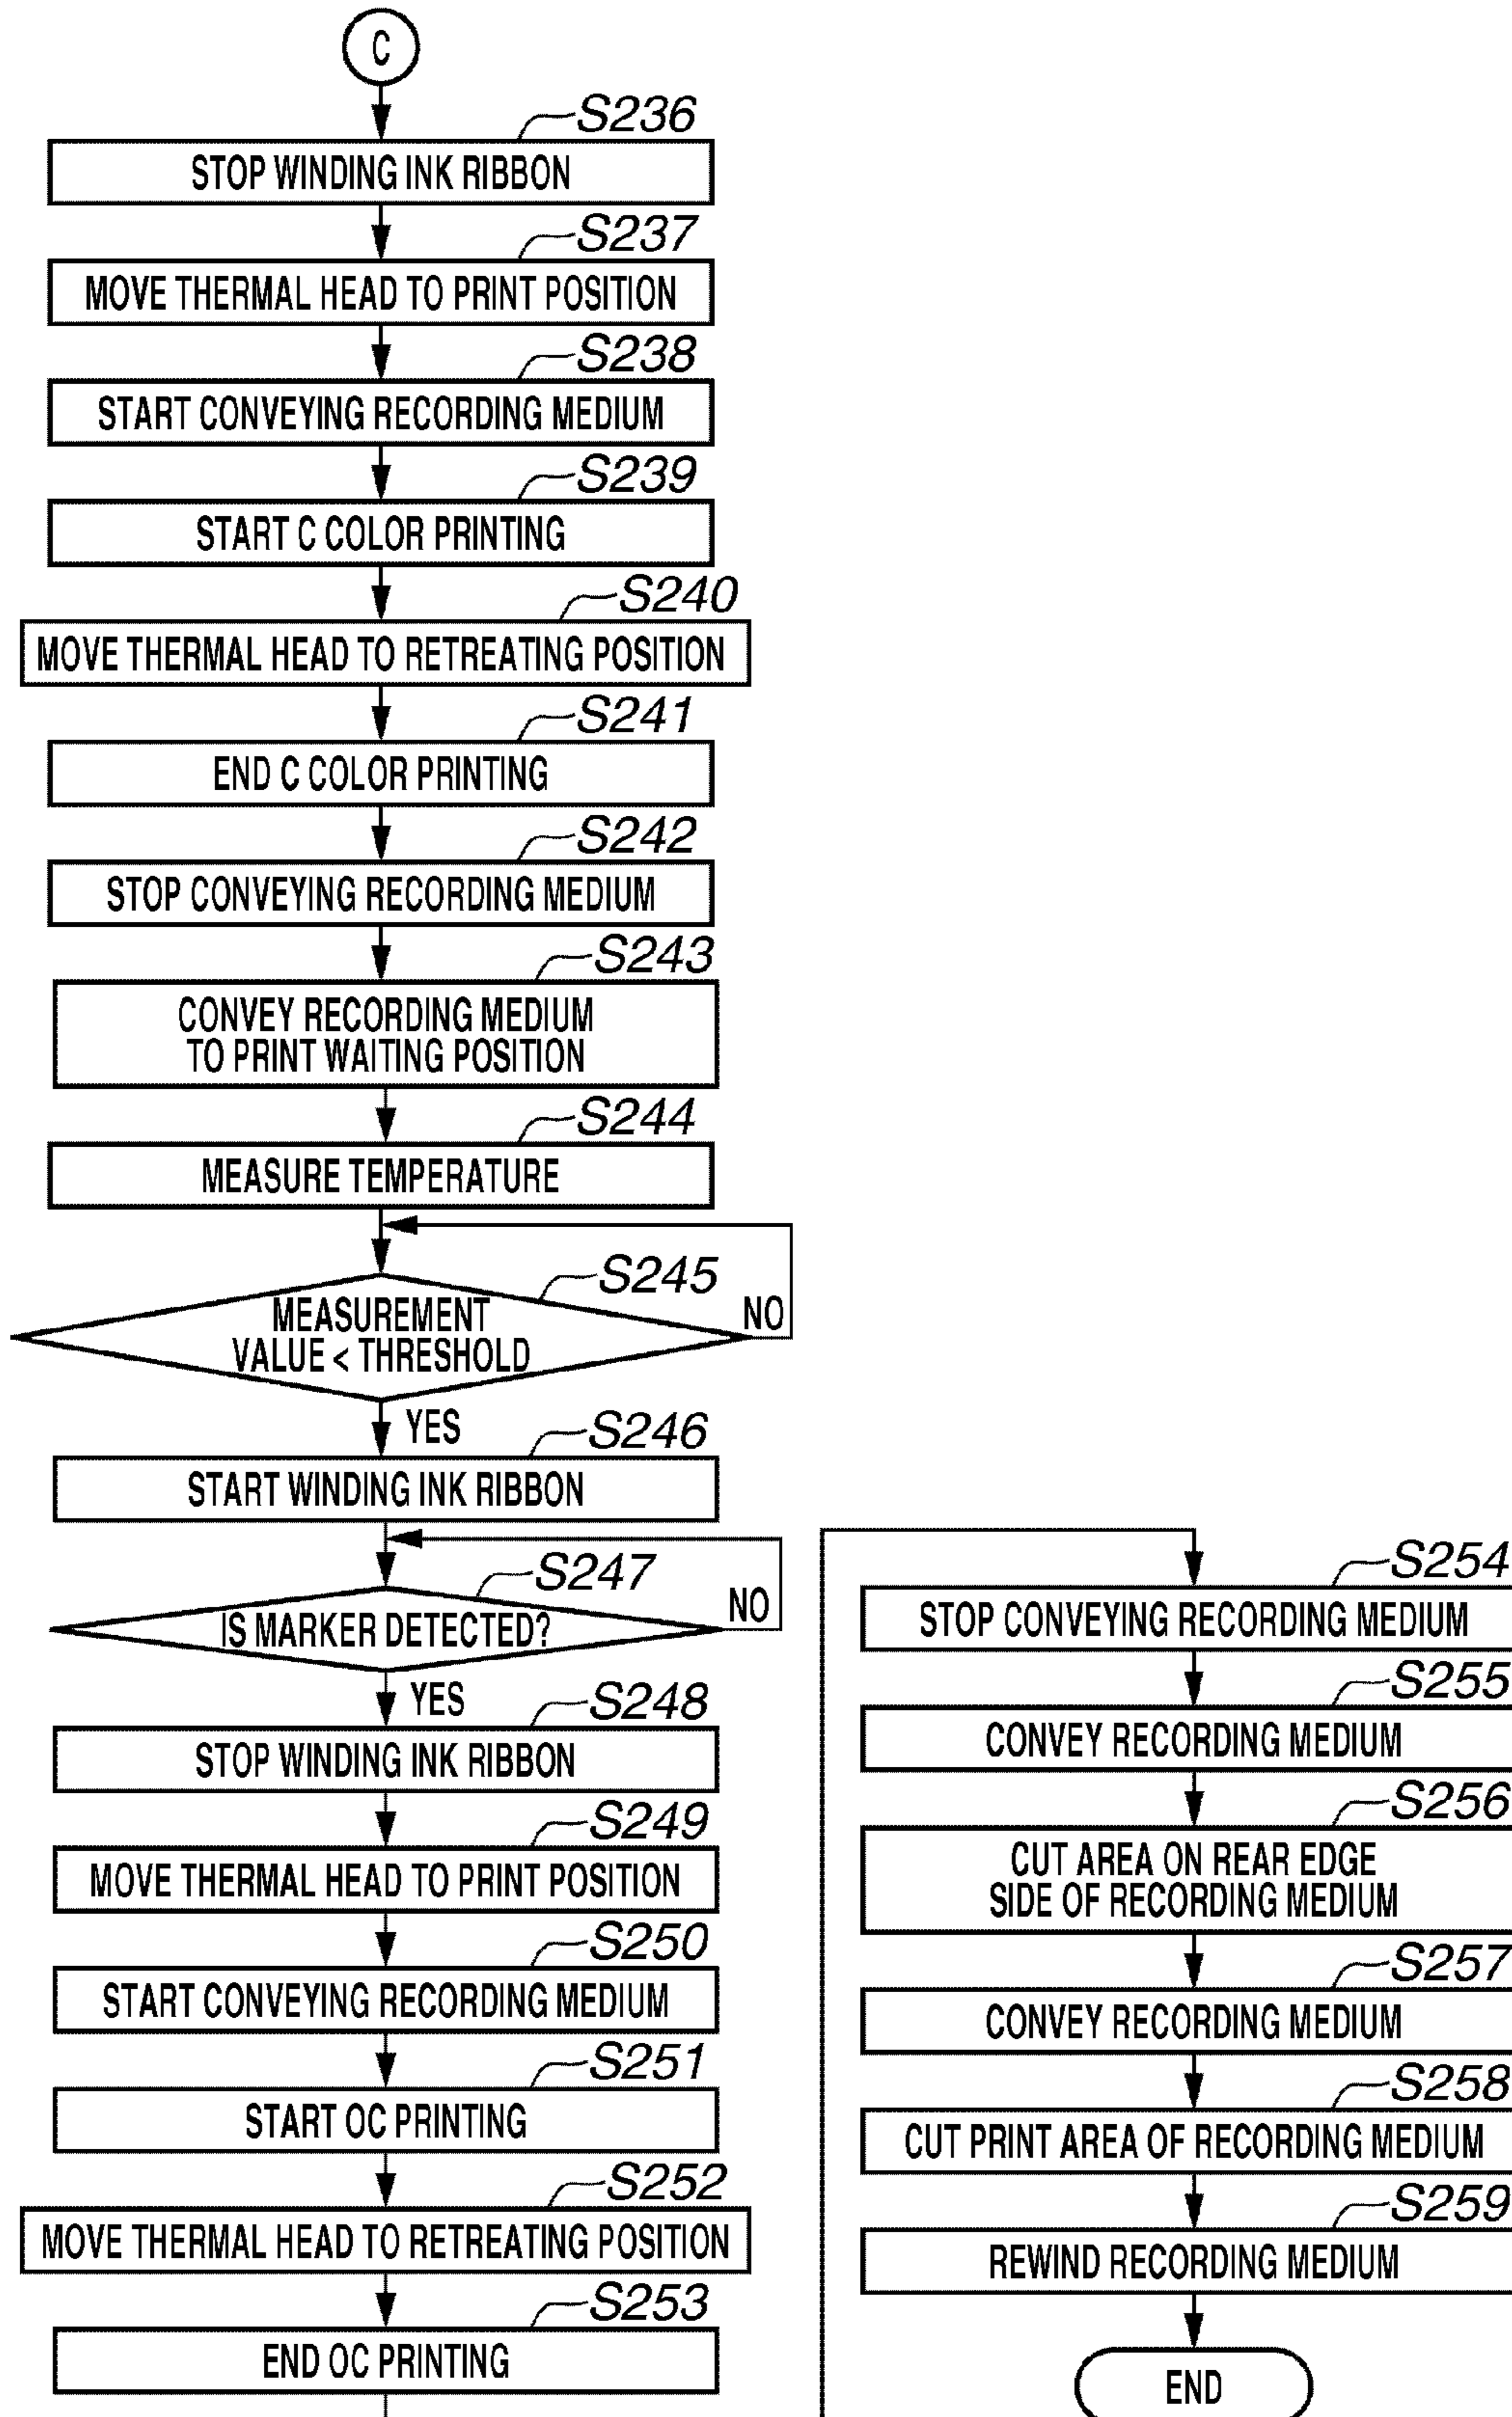 C
S236
STOP WINDING INK RIBBON
S237
MOVE THERMAL HEAD TO PRINT POSITION
S238
START CONVEYING RECORDING MEDIUM
S239
START C COLOR PRINTING
S240
MOVE THERMAL HEAD TO RETREATING POSITION
S241
END C COLOR PRINTING
S242
STOP CONVEYING RECORDING MEDIUM
S243
CONVEY RECORDING MEDIUM
TO PRINT WAITING POSITION
S244
MEASURE TEMPERATURE
S245
MEASUREMENT
VALUE < THRESHOLD
NO
YES
S246
START WINDING INK RIBBON
S247
IS MARKER DETECTED?
NO
YES
S248
STOP WINDING INK RIBBON
S249
MOVE THERMAL HEAD TO PRINT POSITION
S250
START CONVEYING RECORDING MEDIUM
S251
START OC PRINTING
S252
MOVE THERMAL HEAD TO RETREATING POSITION
S253
END OC PRINTING
S254
STOP CONVEYING RECORDING MEDIUM
S255
CONVEY RECORDING MEDIUM
S256
CUT AREA ON REAR EDGE
SIDE OF RECORDING MEDIUM
S257
CONVEY RECORDING MEDIUM
S258
CUT PRINT AREA OF RECORDING MEDIUM
S259
REWIND RECORDING MEDIUM
END